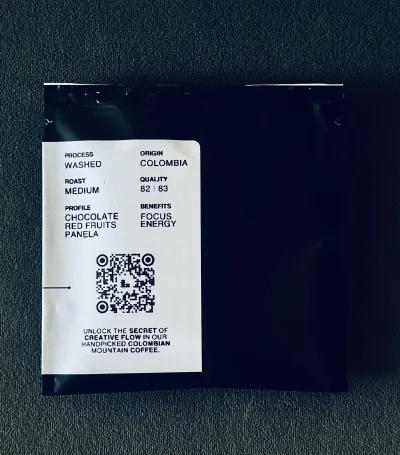 PROCESS
WASHED
ORIGIN
COLOMBIA
ROAST
MEDIUM
QUALITY
82 : 83
PROFILE
CHOCOLATE
RED FRUITS
PANELA
BENEFITS
FOCUS
ENERGY
UNLOCK THE SECRET OF
CREATIVE FLOW IN OUR
HANDPICKED COLOMBIAN
MOUNTAIN COFFEE.